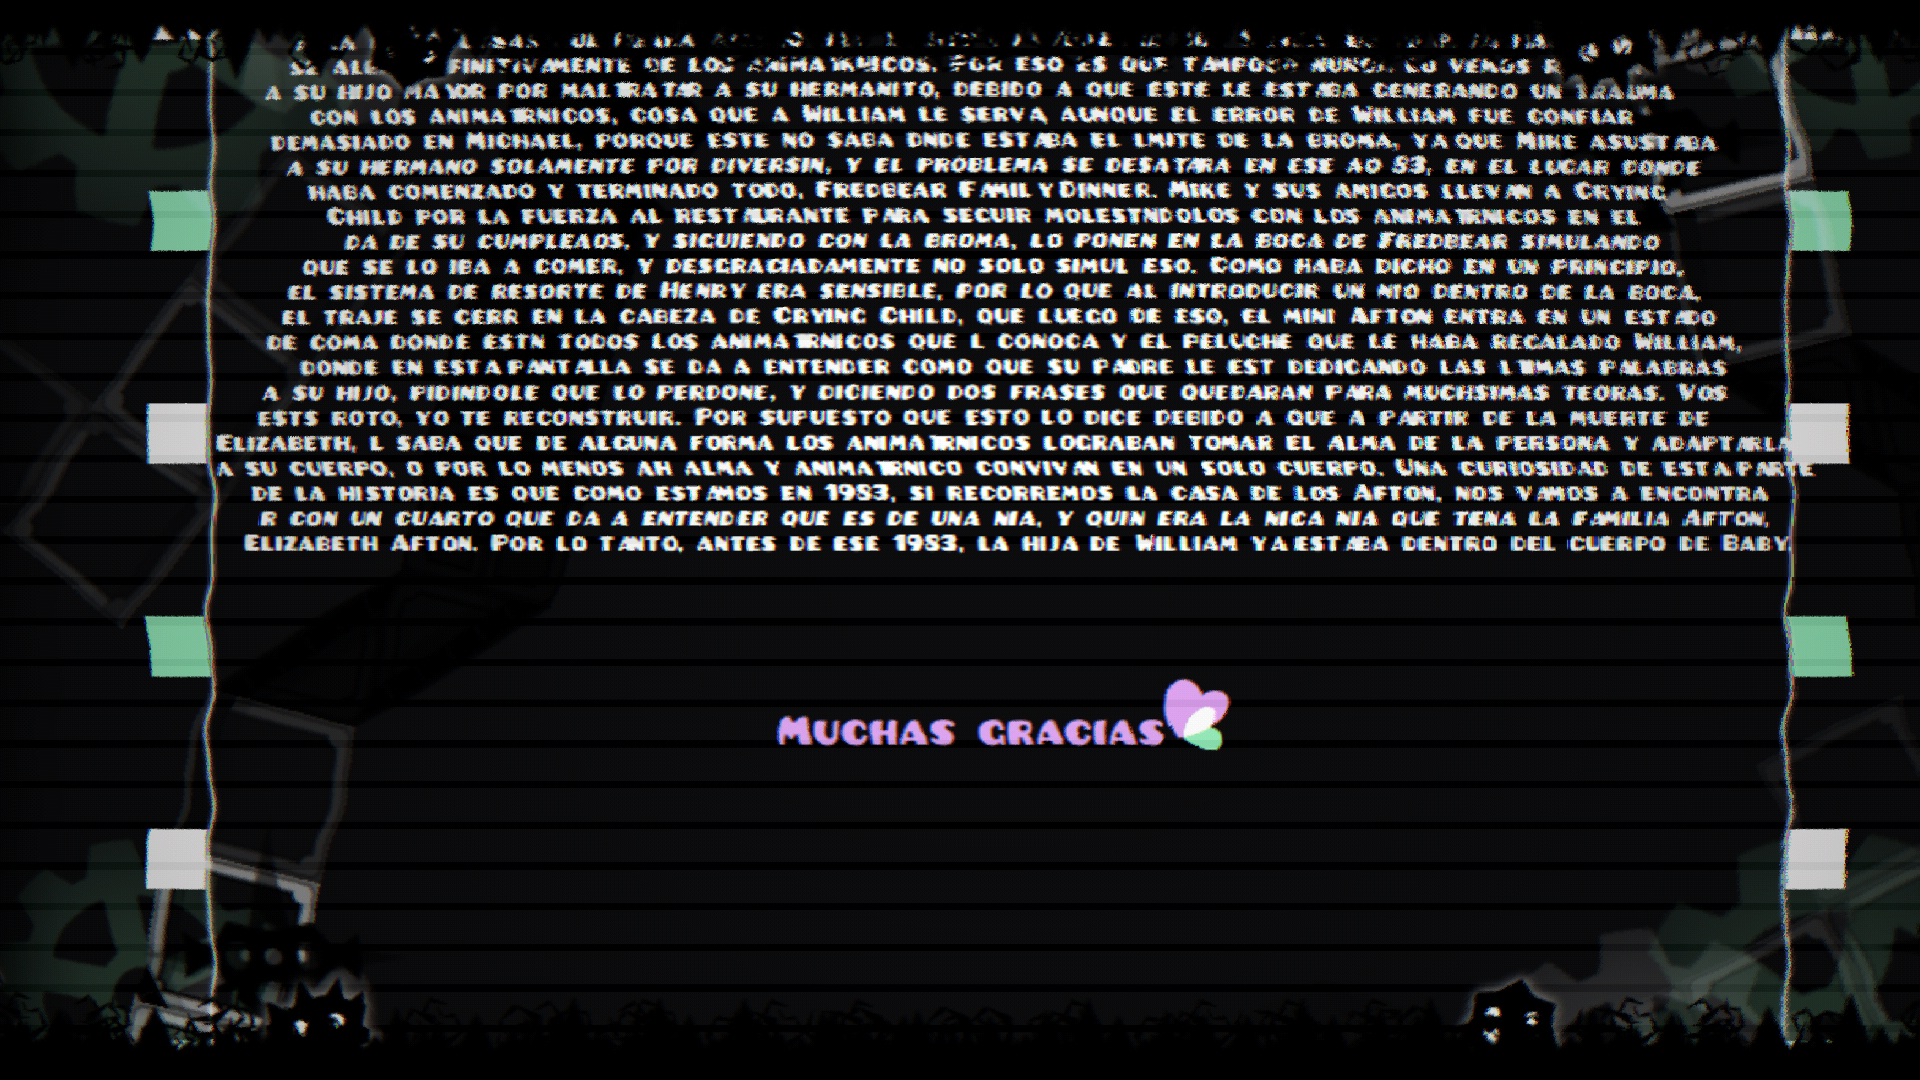 FINITIVAMENTE DE LOS ANIMATRNICOS. POR ESO ES QUE TAMPOCO NUNCA LO VEMOS R
A SU HIJO MAYOR POR MALTRATAR A SU HERMANITO, DEBIDO A QUE ESTE LE ESTABA GENERANDO UN TRAUMA
CON LOS ANIMATRNICOS, COSA QUE A WILLIAM LE SERVA, AUNQUE EL ERROR DE WILLIAM FUE CONFIAR
DEMASIADO EN MICHAEL, PORQUE ESTE NO SABA DNDE ESTABA EL LMITE DE LA BROMA, YA QUE MIKE ASUSTABA
A SU HERMANO SOLAMENTE POR DIVERSIN, Y EL PROBLEMA SE DESATARA EN ESE AO 83, EN EL LUGAR DONDE
HABA COMENZADO Y TERMINADO TODO, FREDBEAR FAMILY DINNER. MIKE Y SUS AMIGOS LLEVAN A CRYING
CHILD POR LA FUERZA AL RESTAURANTE PARA SEGUIR MOLESTNDOLOS CON LOS ANIMATRNICOS EN EL
DA DE SU CUMPLEAOS, Y SIGUIENDO CON LA BROMA, LO PONEN EN LA BOCA DE FREDBEAR SIMULANDO
QUE SE LO IBA A COMER, Y DESGRACIADAMENTE NO SOLO SIMUL ESO. COMO HABA DICHO EN UN PRINCIPIO,
EL SISTEMA DE RESORTE DE HENRY ERA SENSIBLE, POR LO QUE AL INTRODUCIR UN NIO DENTRO DE LA BOCA,
EL TRAJE SE CERR EN LA CABEZA DE CRYING CHILD, QUE LUEGO DE ESO, EL MINI AFTON ENTRA EN UN ESTADO
DE COMA DONDE ESTN TODOS LOS ANIMATRNICOS QUE L CONOCA Y EL PELUCHE QUE LE HABA REGALADO WILLIAM,
DONDE EN ESTA PANTALLA SE DA A ENTENDER COMO QUE SU PADRE LE EST DEDICANDO LAS LTIMAS PALABRAS
A SU HIJO, PIDINDOLE QUE LO PERDONE, Y DICIENDO DOS FRASES QUE QUEDARAN PARA MUCHSIMAS TEORAS. VOS
ESTS ROTO, YO TE RECONSTRUIR. POR SUPUESTO QUE ESTO LO DICE DEBIDO A QUE A PARTIR DE LA MUERTE DE
ELIZABETH, L SABA QUE DE ALGUNA FORMA LOS ANIMATRNICOS LOGRABAN TOMAR EL ALMA DE LA PERSONA Y ADAPTARLA
A SU CUERPO, O POR LO MENOS AH ALMA Y ANIMATRNICO CONVIVAN EN UN SOLO CUERPO. UNA CURIOSIDAD DE ESTA PARTE
DE LA HISTORIA ES QUE COMO ESTAMOS EN 1983, SI RECORREMOS LA CASA DE LOS AFTON, NOS VAMOS A ENCONTRA
R CON UN CUARTO QUE DA A ENTENDER QUE ES DE UNA NIA, Y QUIN ERA LA NICA NIA QUE TENA LA FAMILIA AFTON,
ELIZABETH AFTON. POR LO TANTO, ANTES DE ESE 1983, LA HIJA DE WILLIAM YA ESTABA DENTRO DEL CUERPO DE BABY.
MUCHAS GRACIAS